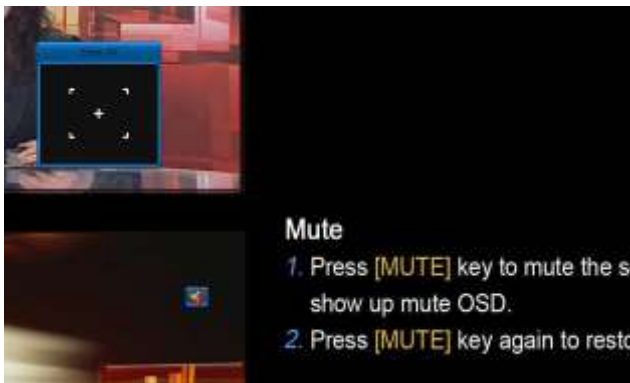 Mute
1. Press [MUTE] key to mute the s
show up mute OSD.
2. Press [MUTE] key again to resto